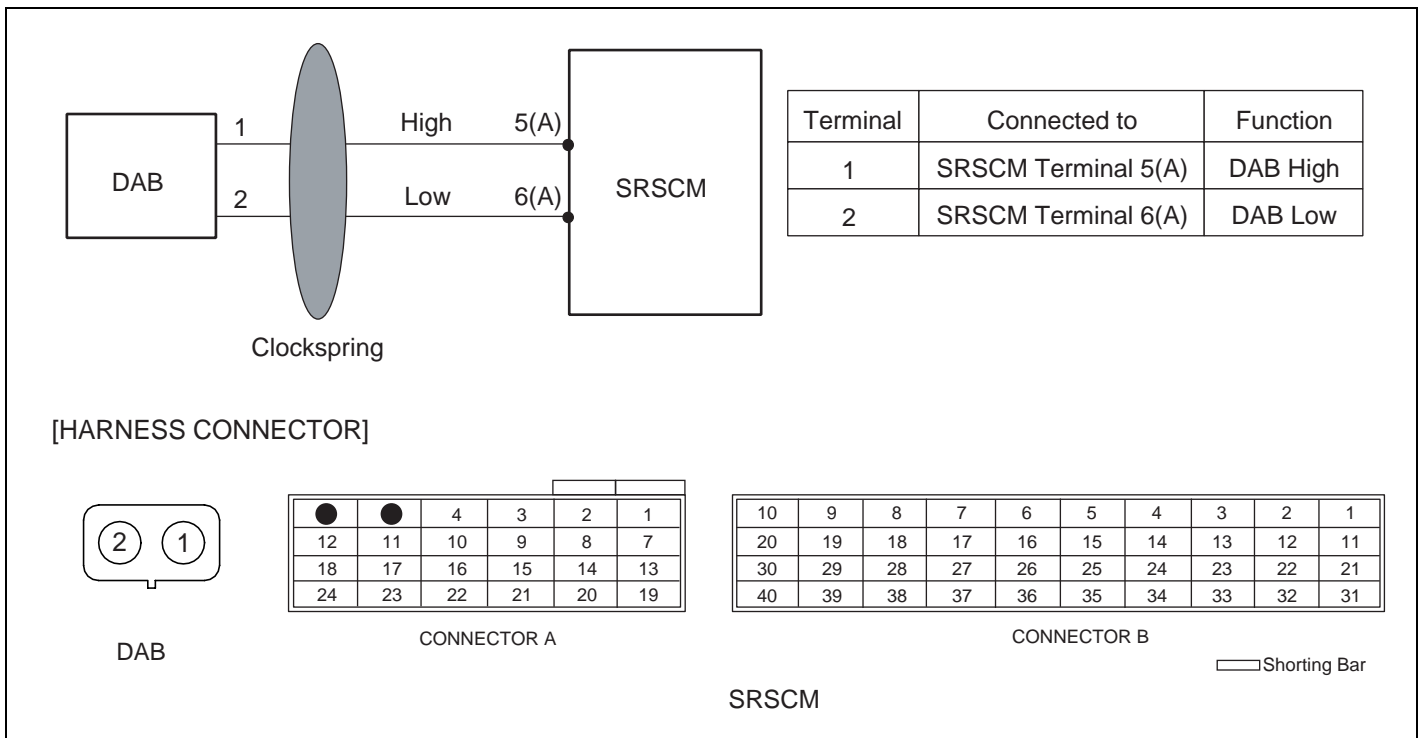 DAB
1
2
High
Low
5(A)
6(A)
SRSCM
Clockspring
Terminal Connected to Function
1 SRSCM Terminal 5(A) DAB High
2 SRSCM Terminal 6(A) DAB Low
[HARNESS CONNECTOR]
2 1
DAB
4 3 2 1
12 11 10 9 8 7
18 17 16 15 14 13
24 23 22 21 20 19
CONNECTOR A
10 9 8 7 6 5 4 3 2 1
20 19 18 17 16 15 14 13 12 11
30 29 28 27 26 25 24 23 22 21
40 39 38 37 36 35 34 33 32 31
CONNECTOR B
Shorting Bar
SRSCM